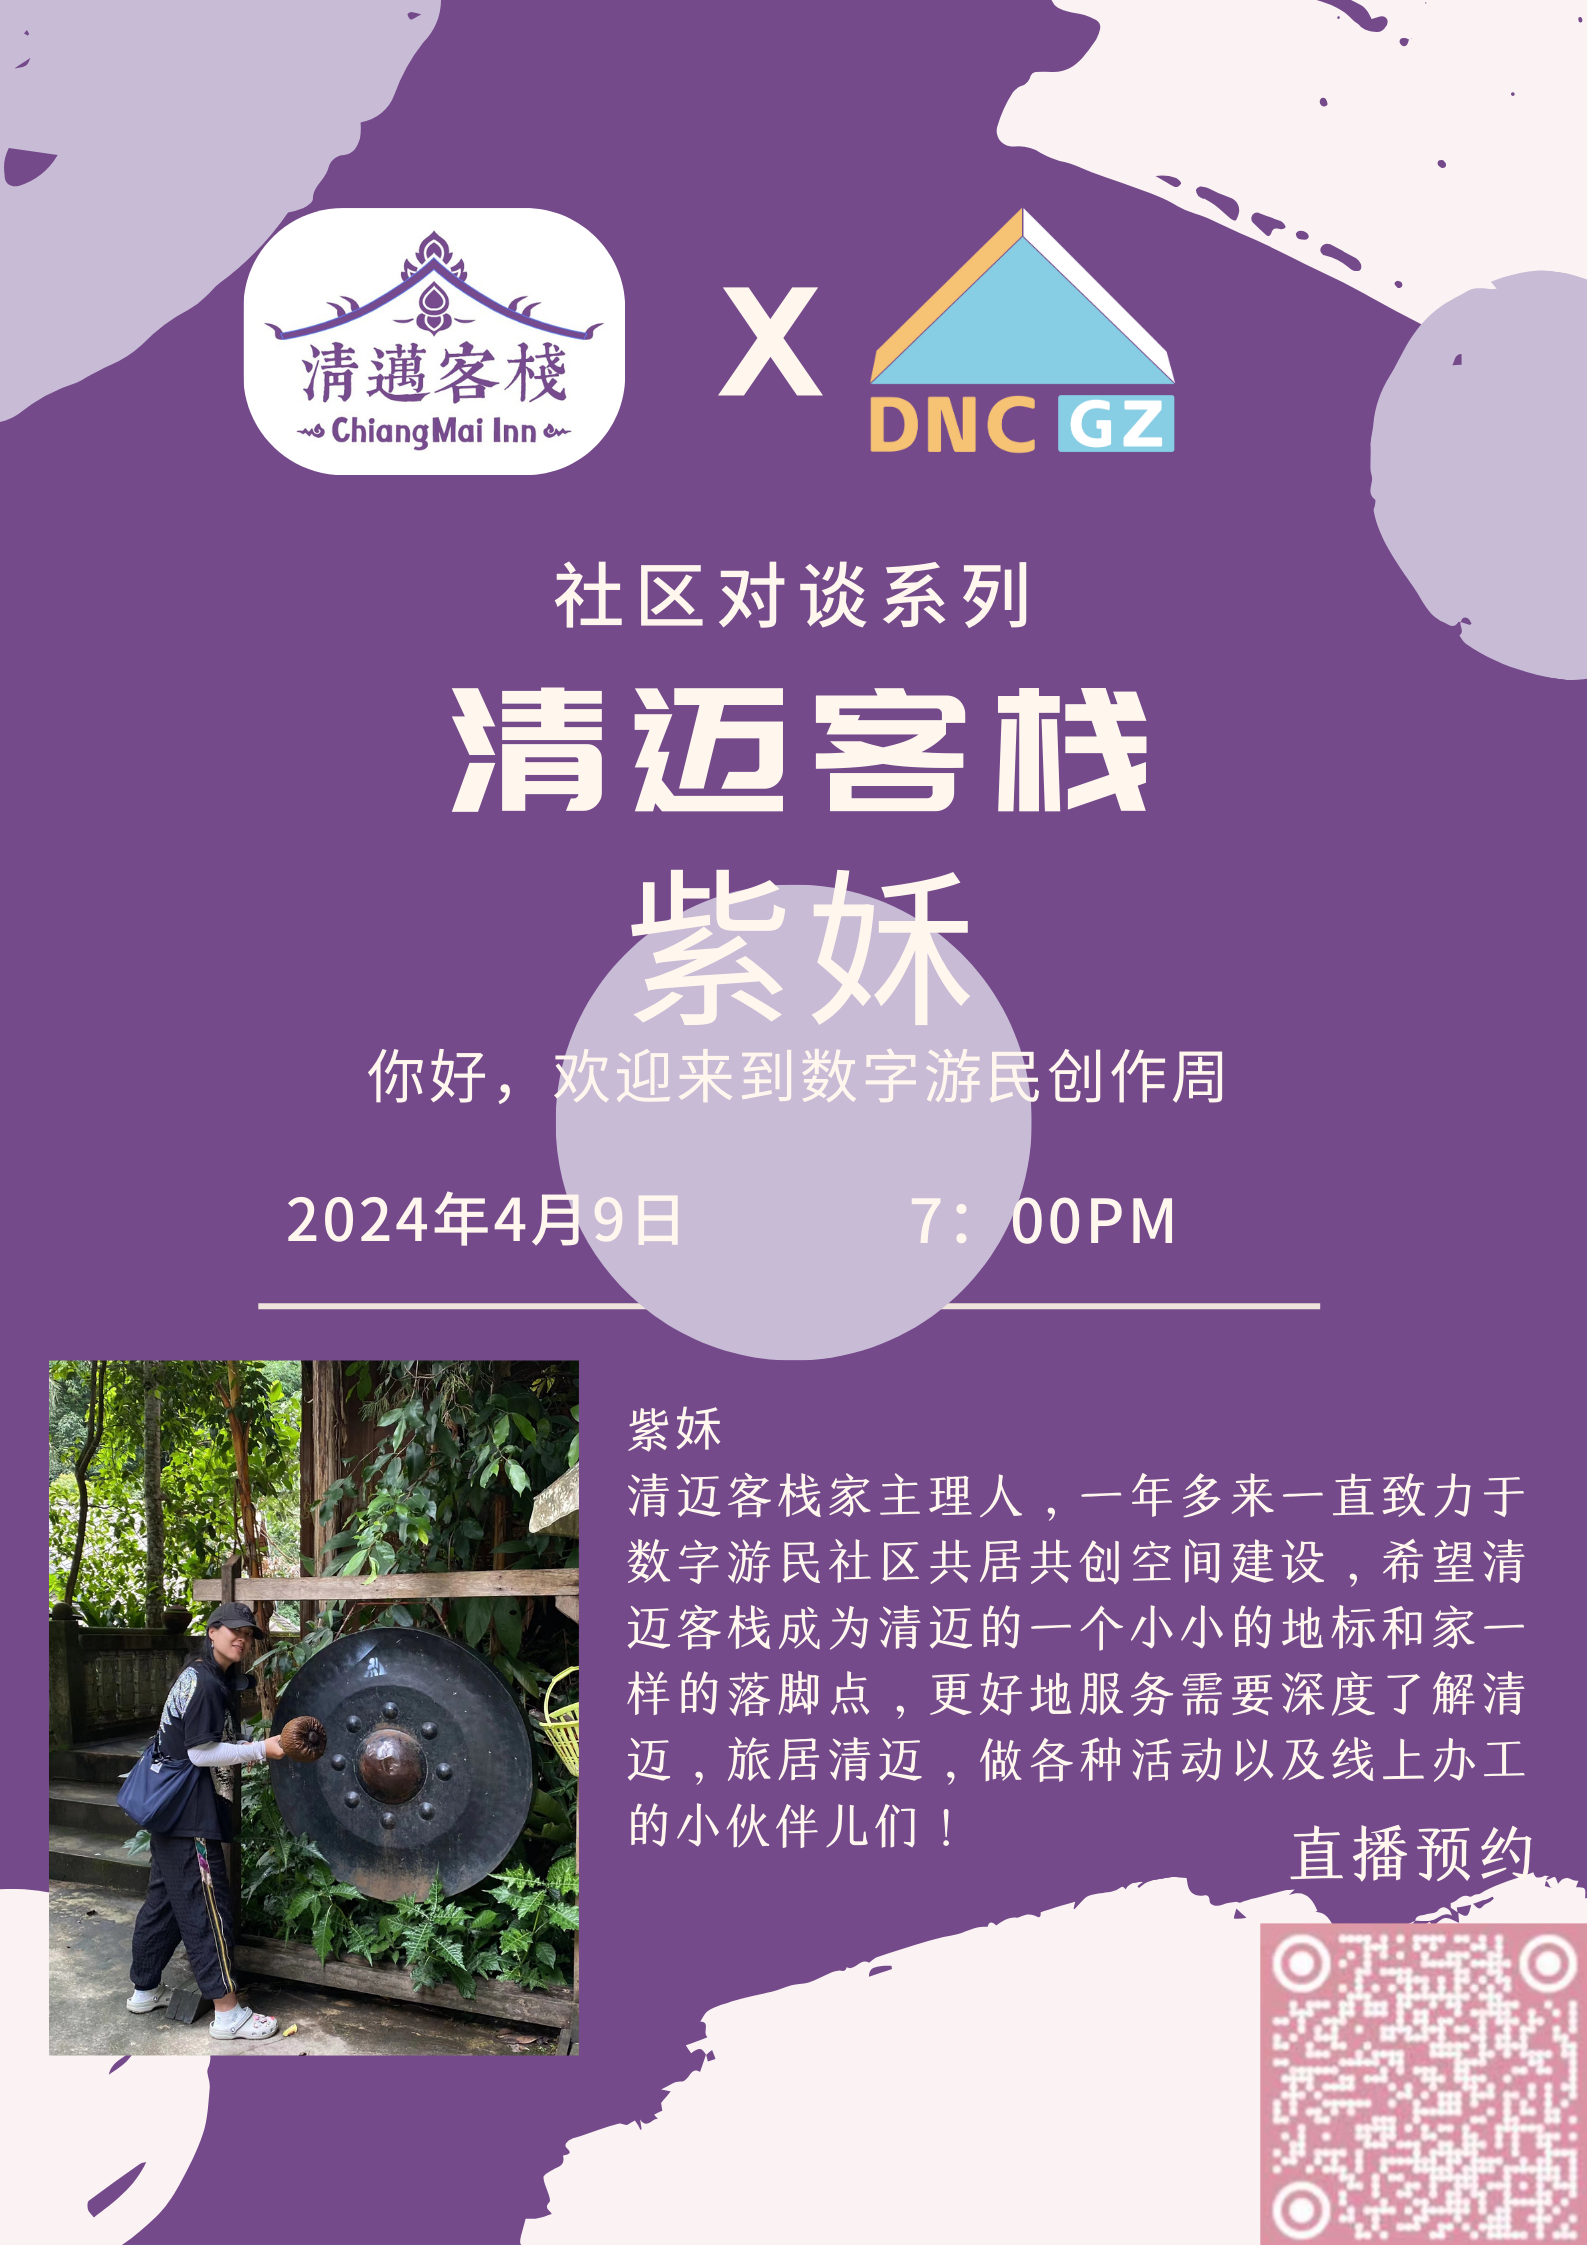 清邁客棧
ChiangMai Inn
X
DNC GZ
社区对谈系列
清迈客栈
紫妚
你好，欢迎来到数字游民创作周
2024年4月9日 7：00PM
紫妚
清迈客栈家主理人，一年多来一直致力于
数字游民社区共居共创空间建设，希望清
迈客栈成为清迈的一个小小的地标和家一
样的落脚点，更好地服务需要深度了解清
迈，旅居清迈，做各种活动以及线上办工
的小伙伴儿们！
直播预约